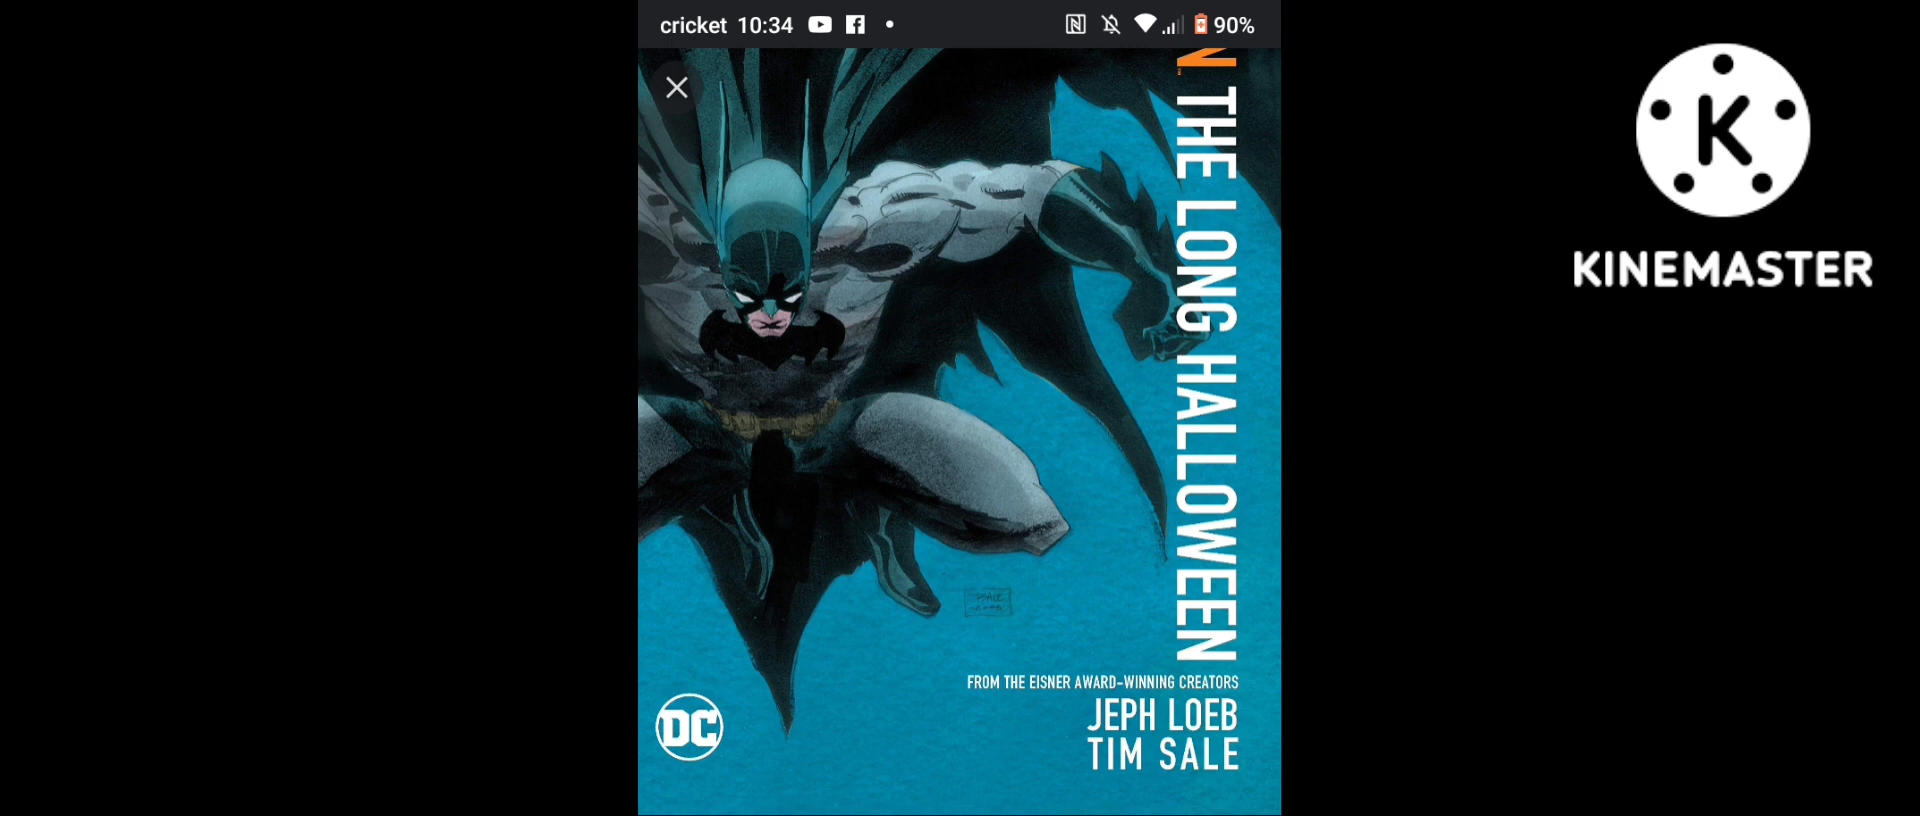 cricket 10:34 90%
N THE LONG HALLOWEEN
FROM THE EISNER AWARD-WINNING CREATORS
JEPH LOEB
TIM SALE
DC
K
KINEMASTER